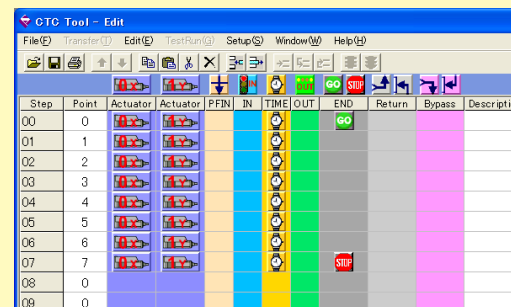 CTC Tool - Edit
File(F) Transfer(T) Edit(E) TestRun(G) Setup(S) Window(W) Help(H)
IN OUT GO STOP
Step Point Actuator Actuator PFIN IN TIME OUT END Return Bypass Descripti
00 0 GO
01 1
02 2
03 3
04 4
05 5
06 6
07 7 STOP
08 0
09 0